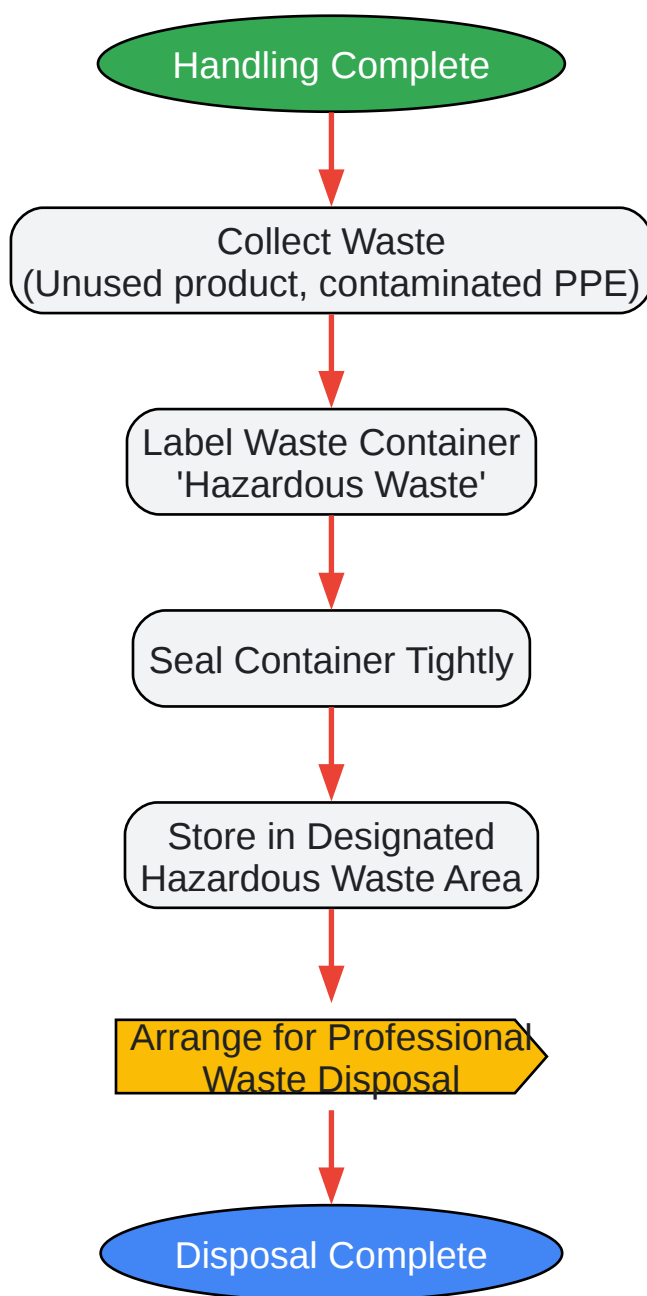 Handling Complete
Collect Waste
(Unused product, contaminated PPE)
Label Waste Container
'Hazardous Waste'
Seal Container Tightly
Store in Designated
Hazardous Waste Area
Arrange for Professional
Waste Disposal
Disposal Complete